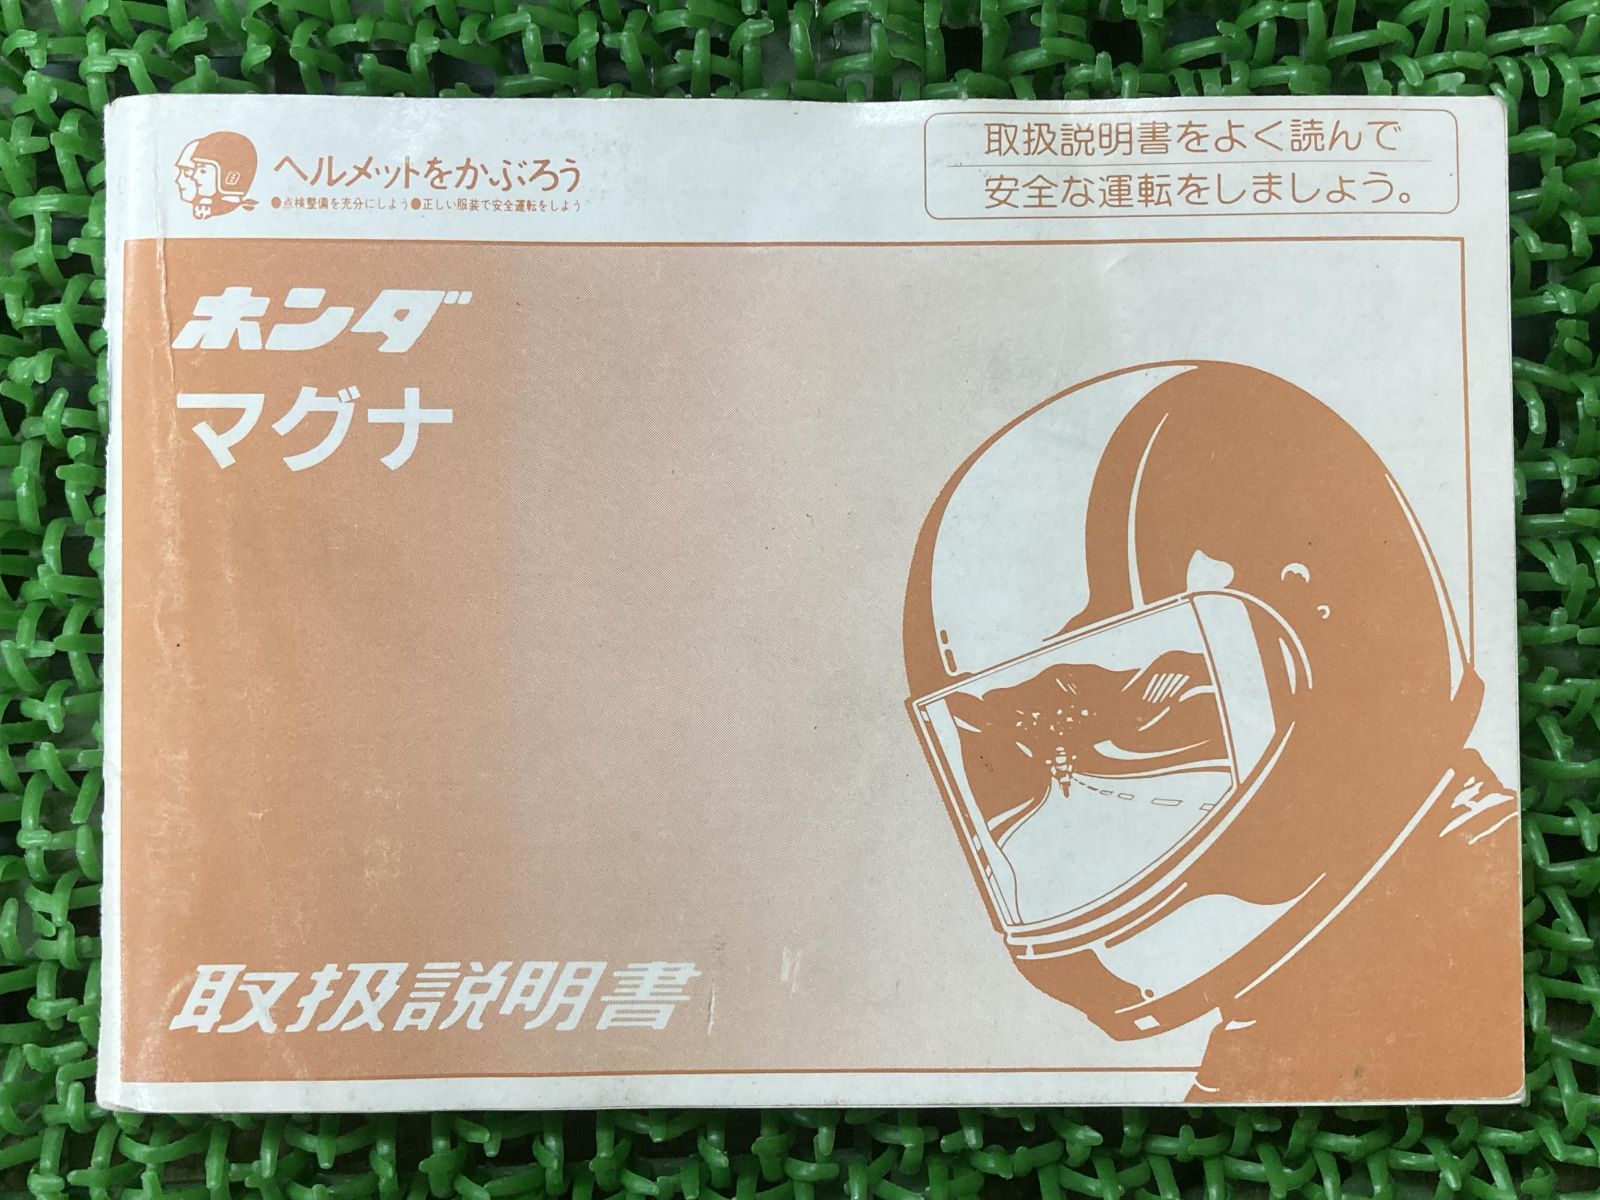 ヘルメットをかぶろう
●点検整備を充分にしよう●正しい服装で安全運転をしよう
取扱説明書をよく読んで
安全な運転をしましょう。
ホンダ
マグナ
取扱説明書